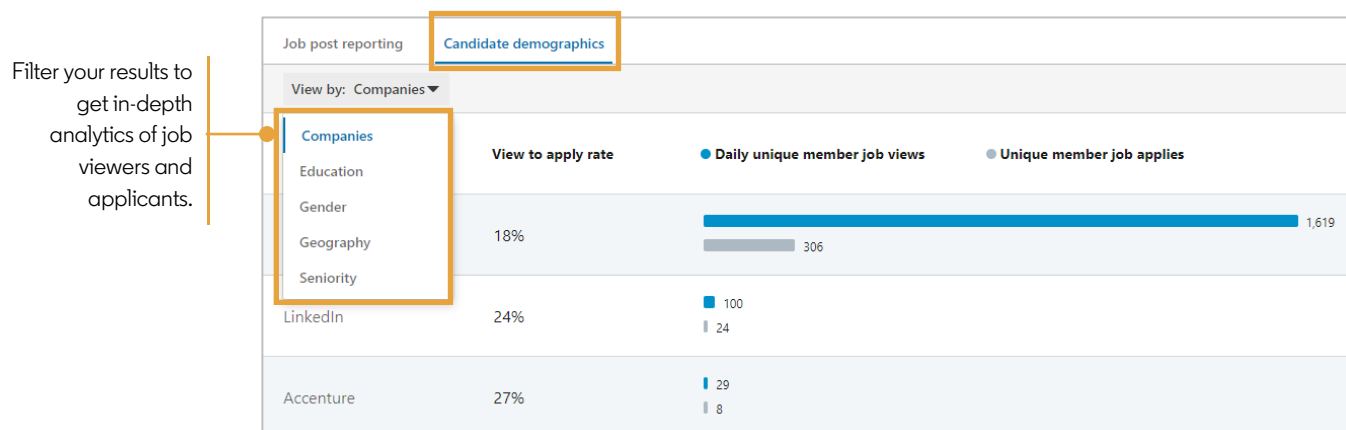 Filter your results to
get in-depth
analytics of job
viewers and
applicants.
Job post reporting Candidate demographics
View by: Companies
Companies
Education
Gender
Geography
Seniority
View to apply rate Daily unique member job views Unique member job applies
18% 1,619
306
LinkedIn 24% 100
24
Accenture 27% 29
8